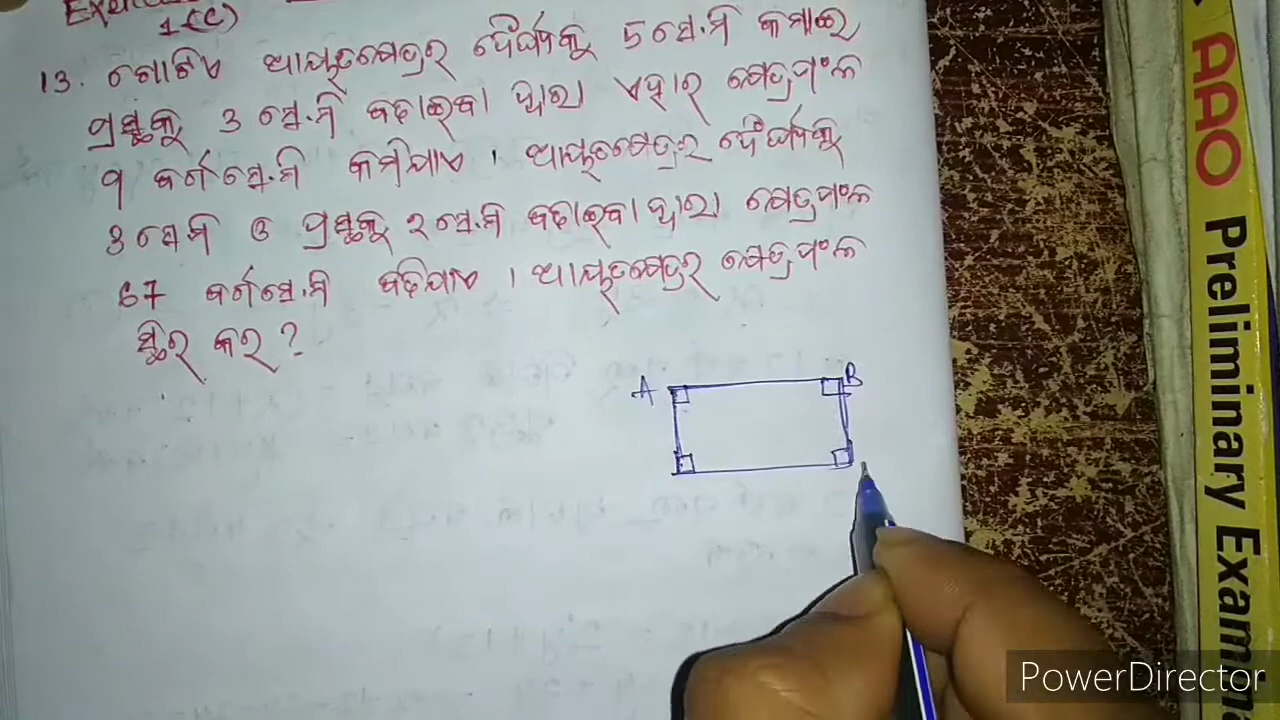 Exerci
1(C)
13. ଗୋଟିଏ ଆୟତକ୍ଷେତ୍ରର ଦୈର୍ଘ୍ୟକୁ 5 ସେ.ମି କମାଇ
ପ୍ରସ୍ଥକୁ 3 ସେ.ମି ବଢାଇବା ଦ୍ୱାରା ଏହାର କ୍ଷେତ୍ରଫଳ
9 ବର୍ଗସେ.ମି କମିଯାଏ । ଆୟତକ୍ଷେତ୍ରର ଦୈର୍ଘ୍ୟକୁ
3 ସେ.ମି ଓ ପ୍ରସ୍ଥକୁ 2 ସେ.ମି ବଢାଇବା ଦ୍ୱାରା କ୍ଷେତ୍ରଫଳ
67 ବର୍ଗସେ.ମି ବଢିଯାଏ । ଆୟତକ୍ଷେତ୍ରର କ୍ଷେତ୍ରଫଳ
ସ୍ଥିର କର ?
A B
AAO Preliminary Exam
PowerDirector